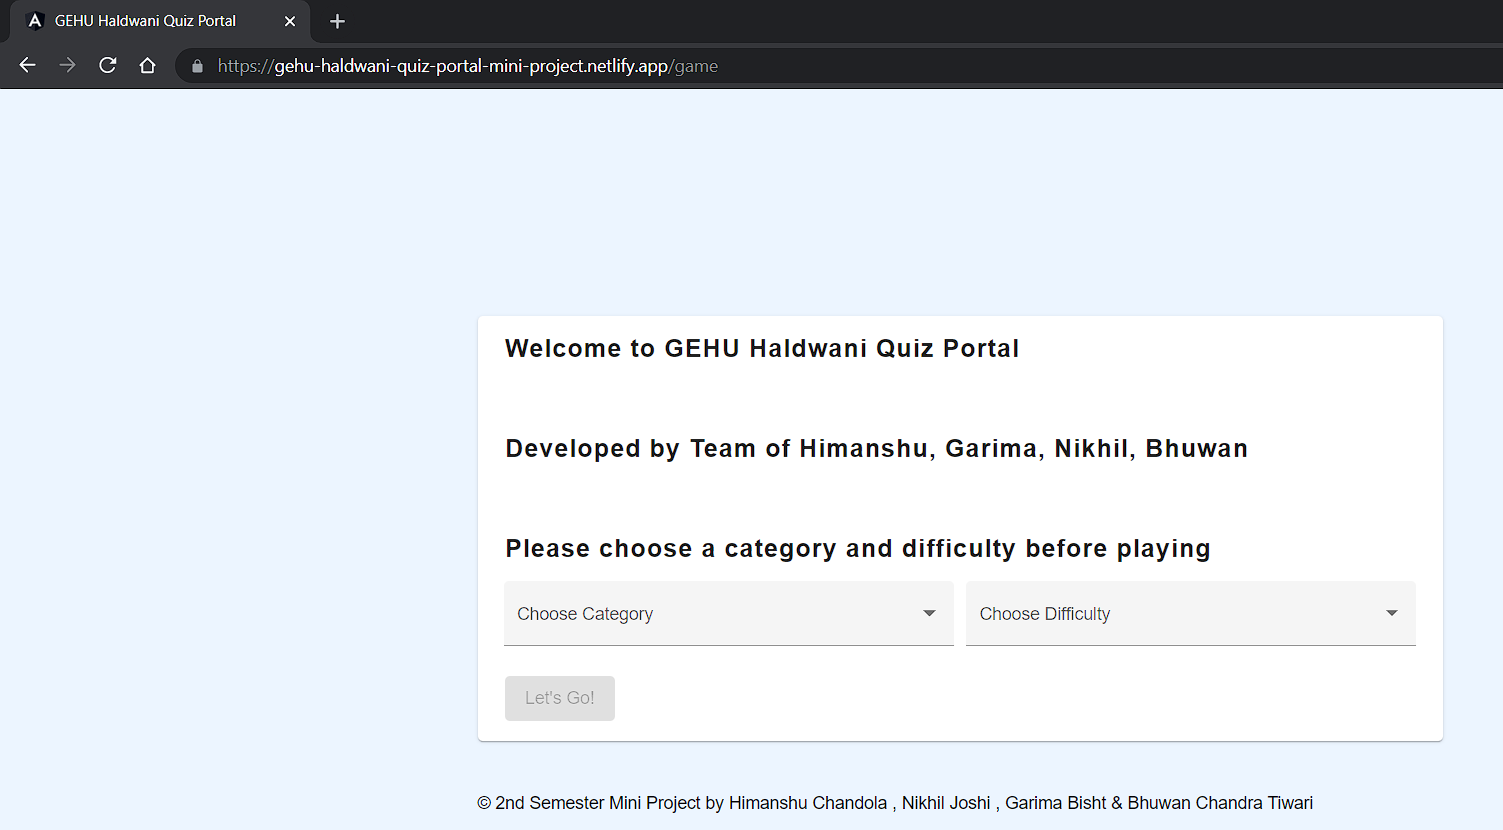 GEHU Haldwani Quiz Portal
https://gehu-haldwani-quiz-portal-mini-project.netlify.app/game
Welcome to GEHU Haldwani Quiz Portal
Developed by Team of Himanshu, Garima, Nikhil, Bhuwan
Please choose a category and difficulty before playing
Choose Category
Choose Difficulty
Let's Go!
© 2nd Semester Mini Project by Himanshu Chandola , Nikhil Joshi , Garima Bisht & Bhuwan Chandra Tiwari